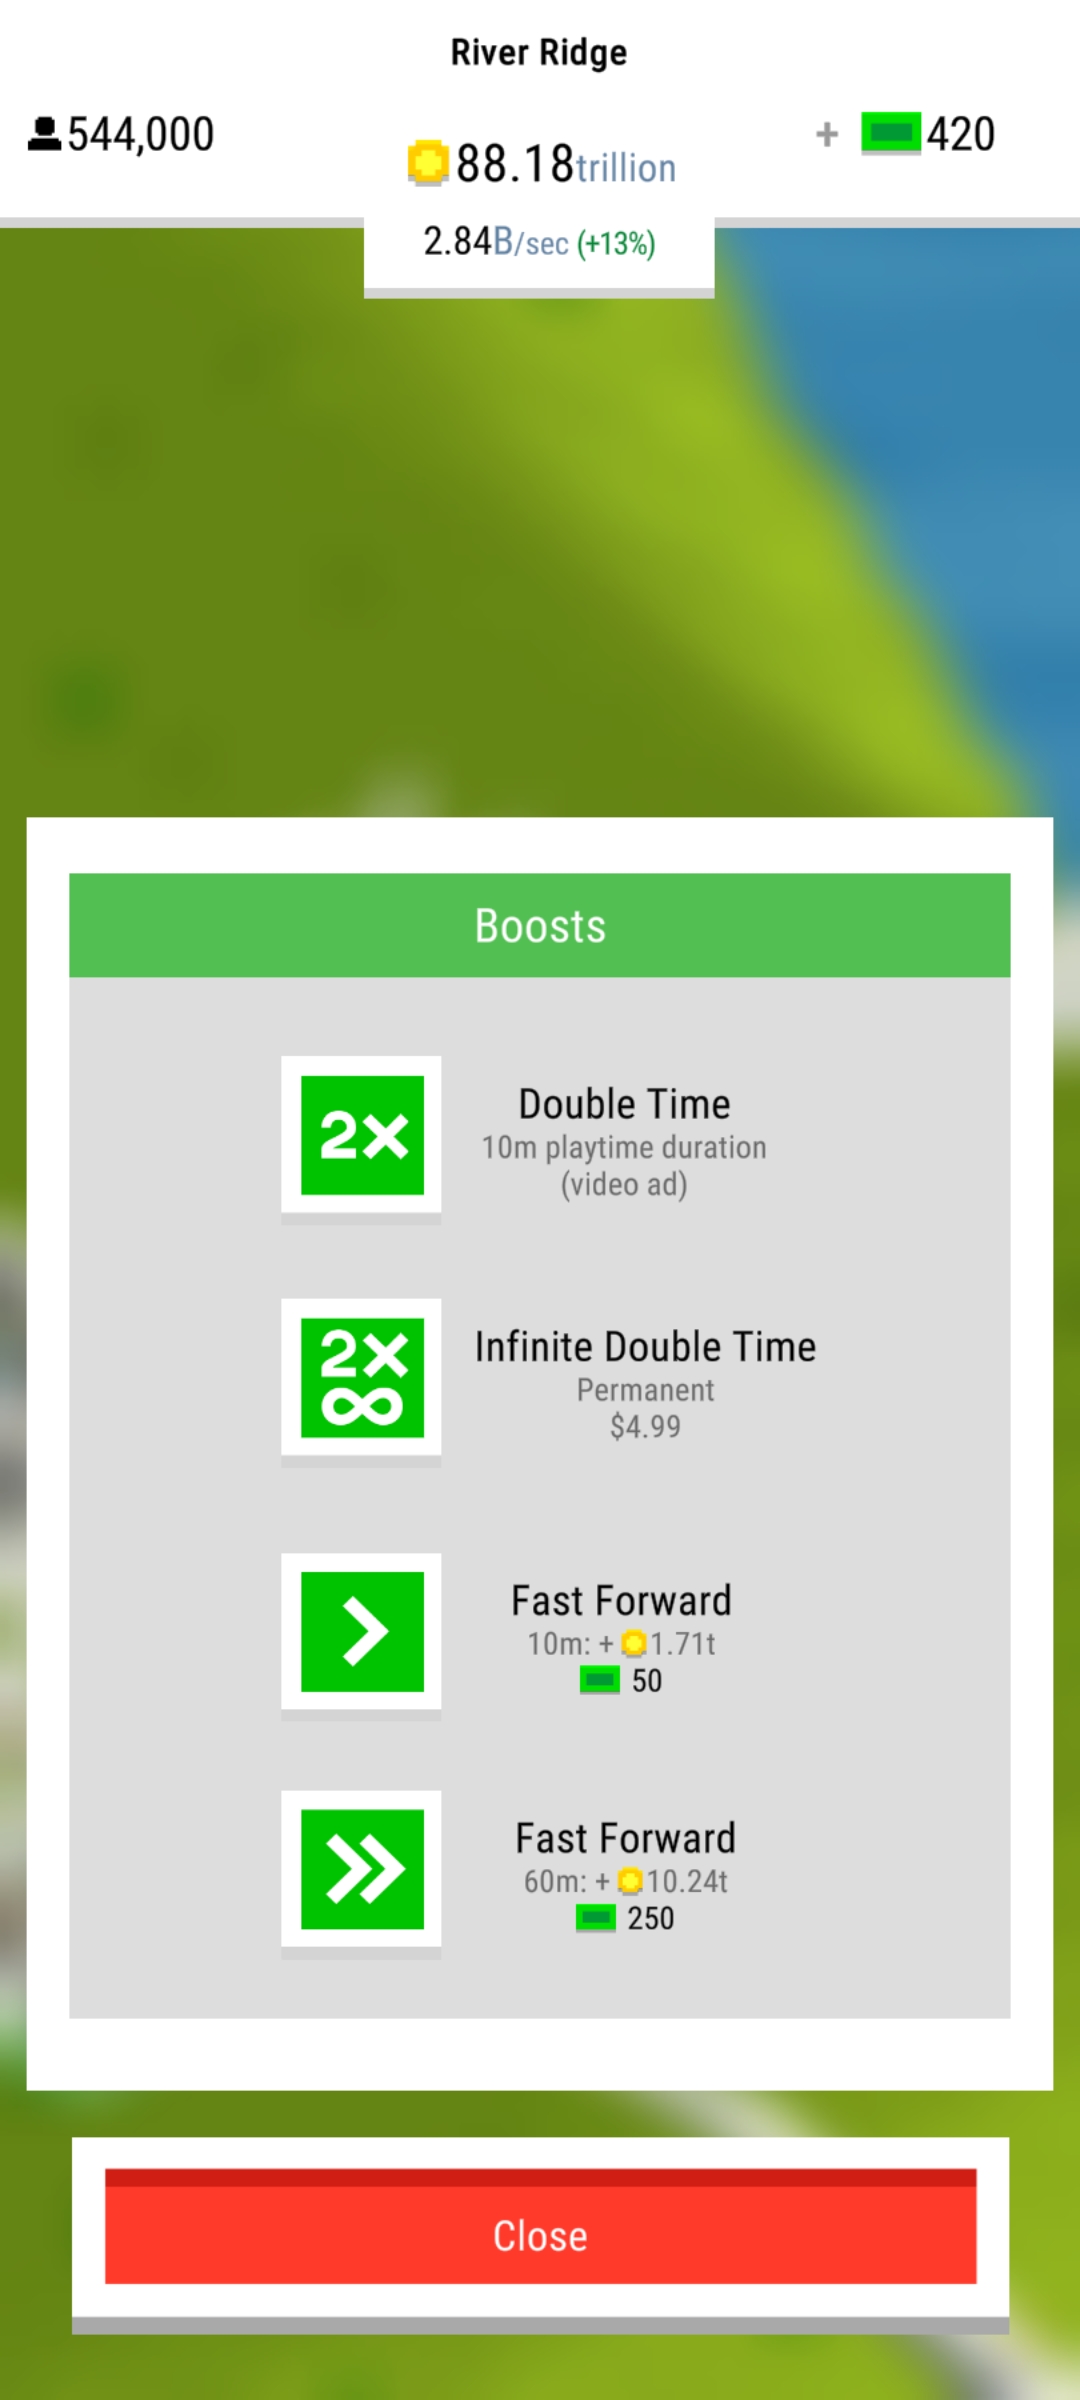 River Ridge
544,000
88.18trillion
+ 420
2.84B/sec (+13%)
Boosts
2×
Double Time
10m playtime duration
(video ad)
2×
∞
Infinite Double Time
Permanent
$4.99
Fast Forward
10m: + 1.71t
50
Fast Forward
60m: + 10.24t
250
Close